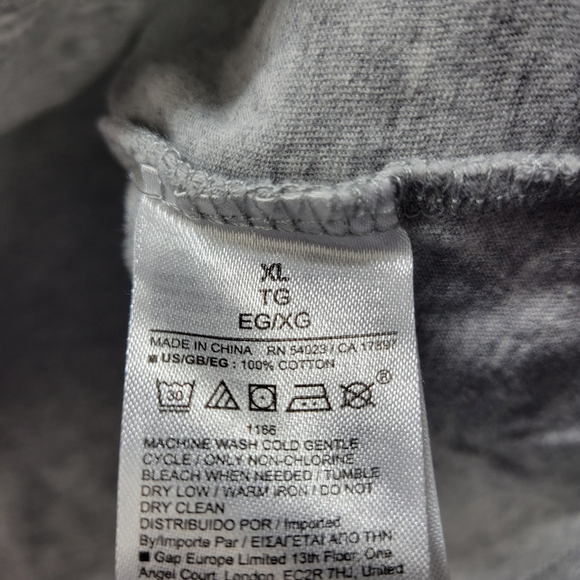 XL
TG
EG/XG
MADE IN CHINA RN 54023 / CA 17897
■ US/GB/EG : 100% COTTON
30
®
1166
MACHINE WASH COLD GENTLE
CYCLE / ONLY NON-CHLORINE
BLEACH WHEN NEEDED / TUMBLE
DRY LOW / WARM IRON / DO NOT
DRY CLEAN
DISTRIBUIDO POR / Imported
By/Importe Par / ΕΙΣΑΓΕΤΑΙ ΑΠΟ ΤΗΝ
■ Gap Europe Limited 13th Floor, One
Angel Court, London, EC2R 7HJ, United